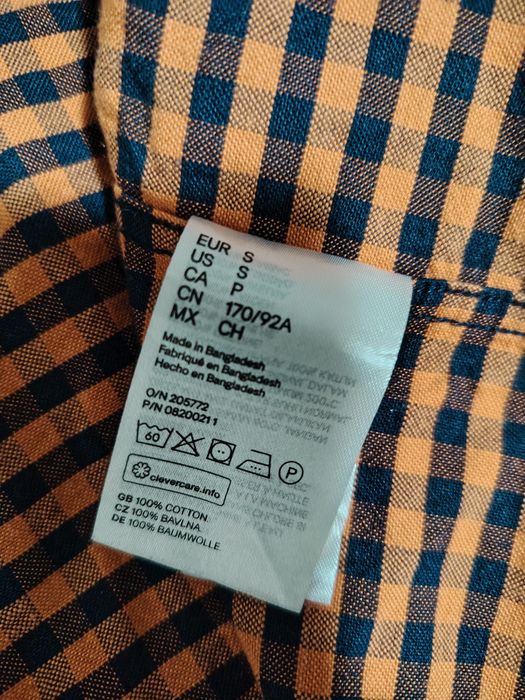 EUR S
US S
CA P
CN 170/92A
MX CH
Made in Bangladesh
Fabriqué en Bangladesh
Hecho en Bangladesh
O/N 205772
P/N 08200211
60 P
clevercare.info
GB 100% COTTON
CZ 100% BAVLNA
DE 100% BAUMWOLLE